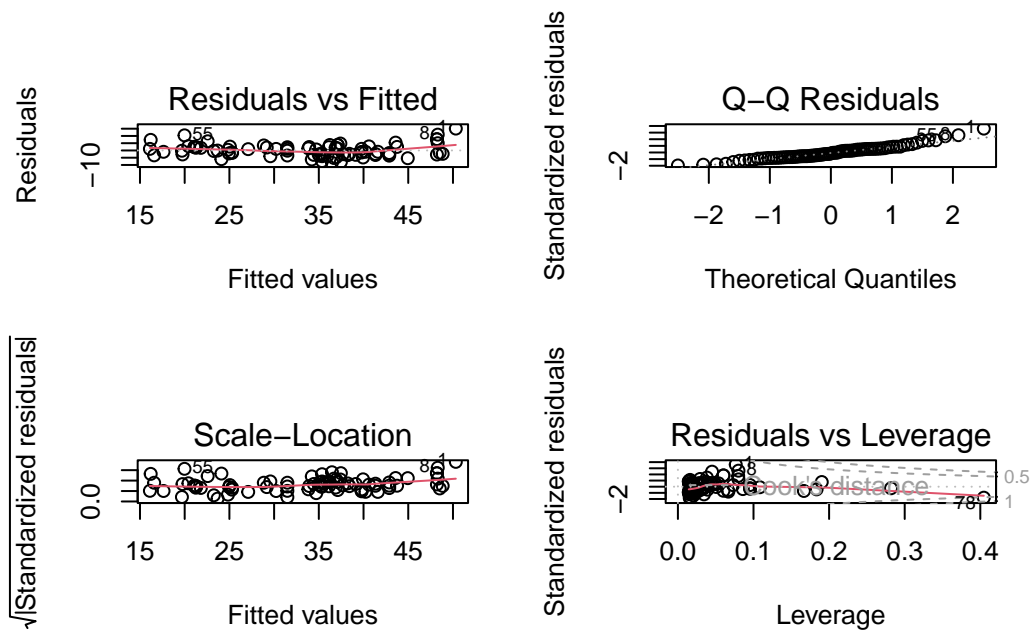 Residuals vs Fitted
Residuals
−10
55
8
1
15 25 35 45
Fitted values
Q−Q Residuals
Standardized residuals
−2
55
8
1
−2 −1 0 1 2
Theoretical Quantiles
Scale−Location
√|Standardized residuals|
0.0
55
8
1
15 25 35 45
Fitted values
Residuals vs Leverage
Standardized residuals
−2
1
8
Cook's distance
78
0.5
1
0.0 0.1 0.2 0.3 0.4
Leverage